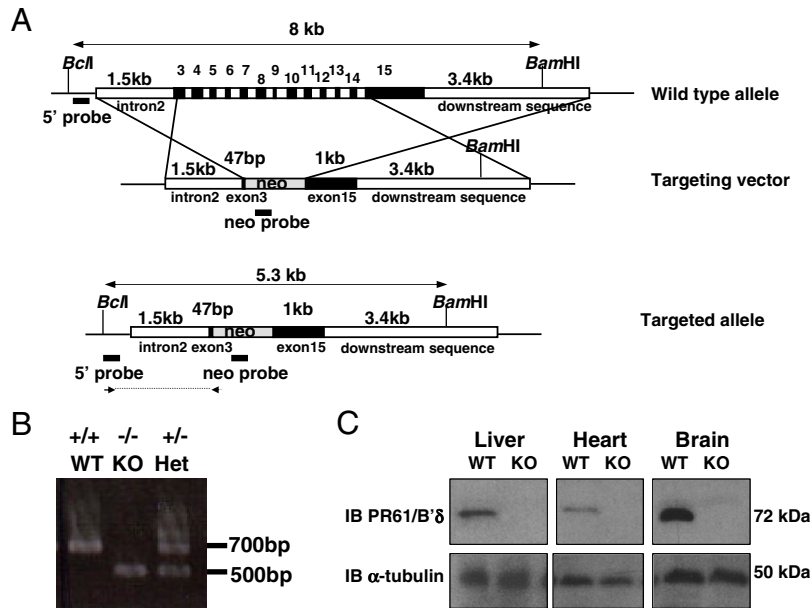 A
8 kb
BclI
BamHI
1.5kb
3 4 5 6 7 8 9 10 11 12 13 14 15
3.4kb
intron2
downstream sequence
Wild type allele
5' probe
BamHI
1.5kb
47bp
1kb
3.4kb
neo
Targeting vector
intron2 exon3
exon15
downstream sequence
neo probe
5.3 kb
BclI
BamHI
1.5kb
47bp
1kb
3.4kb
neo
Targeted allele
intron2 exon3
exon15
downstream sequence
5' probe
neo probe
B
+/+ -/- +/-
WT KO Het
700bp
500bp
C
Liver Heart Brain
WT KO WT KO WT KO
IB PR61/B'δ
72 kDa
IB α-tubulin
50 kDa